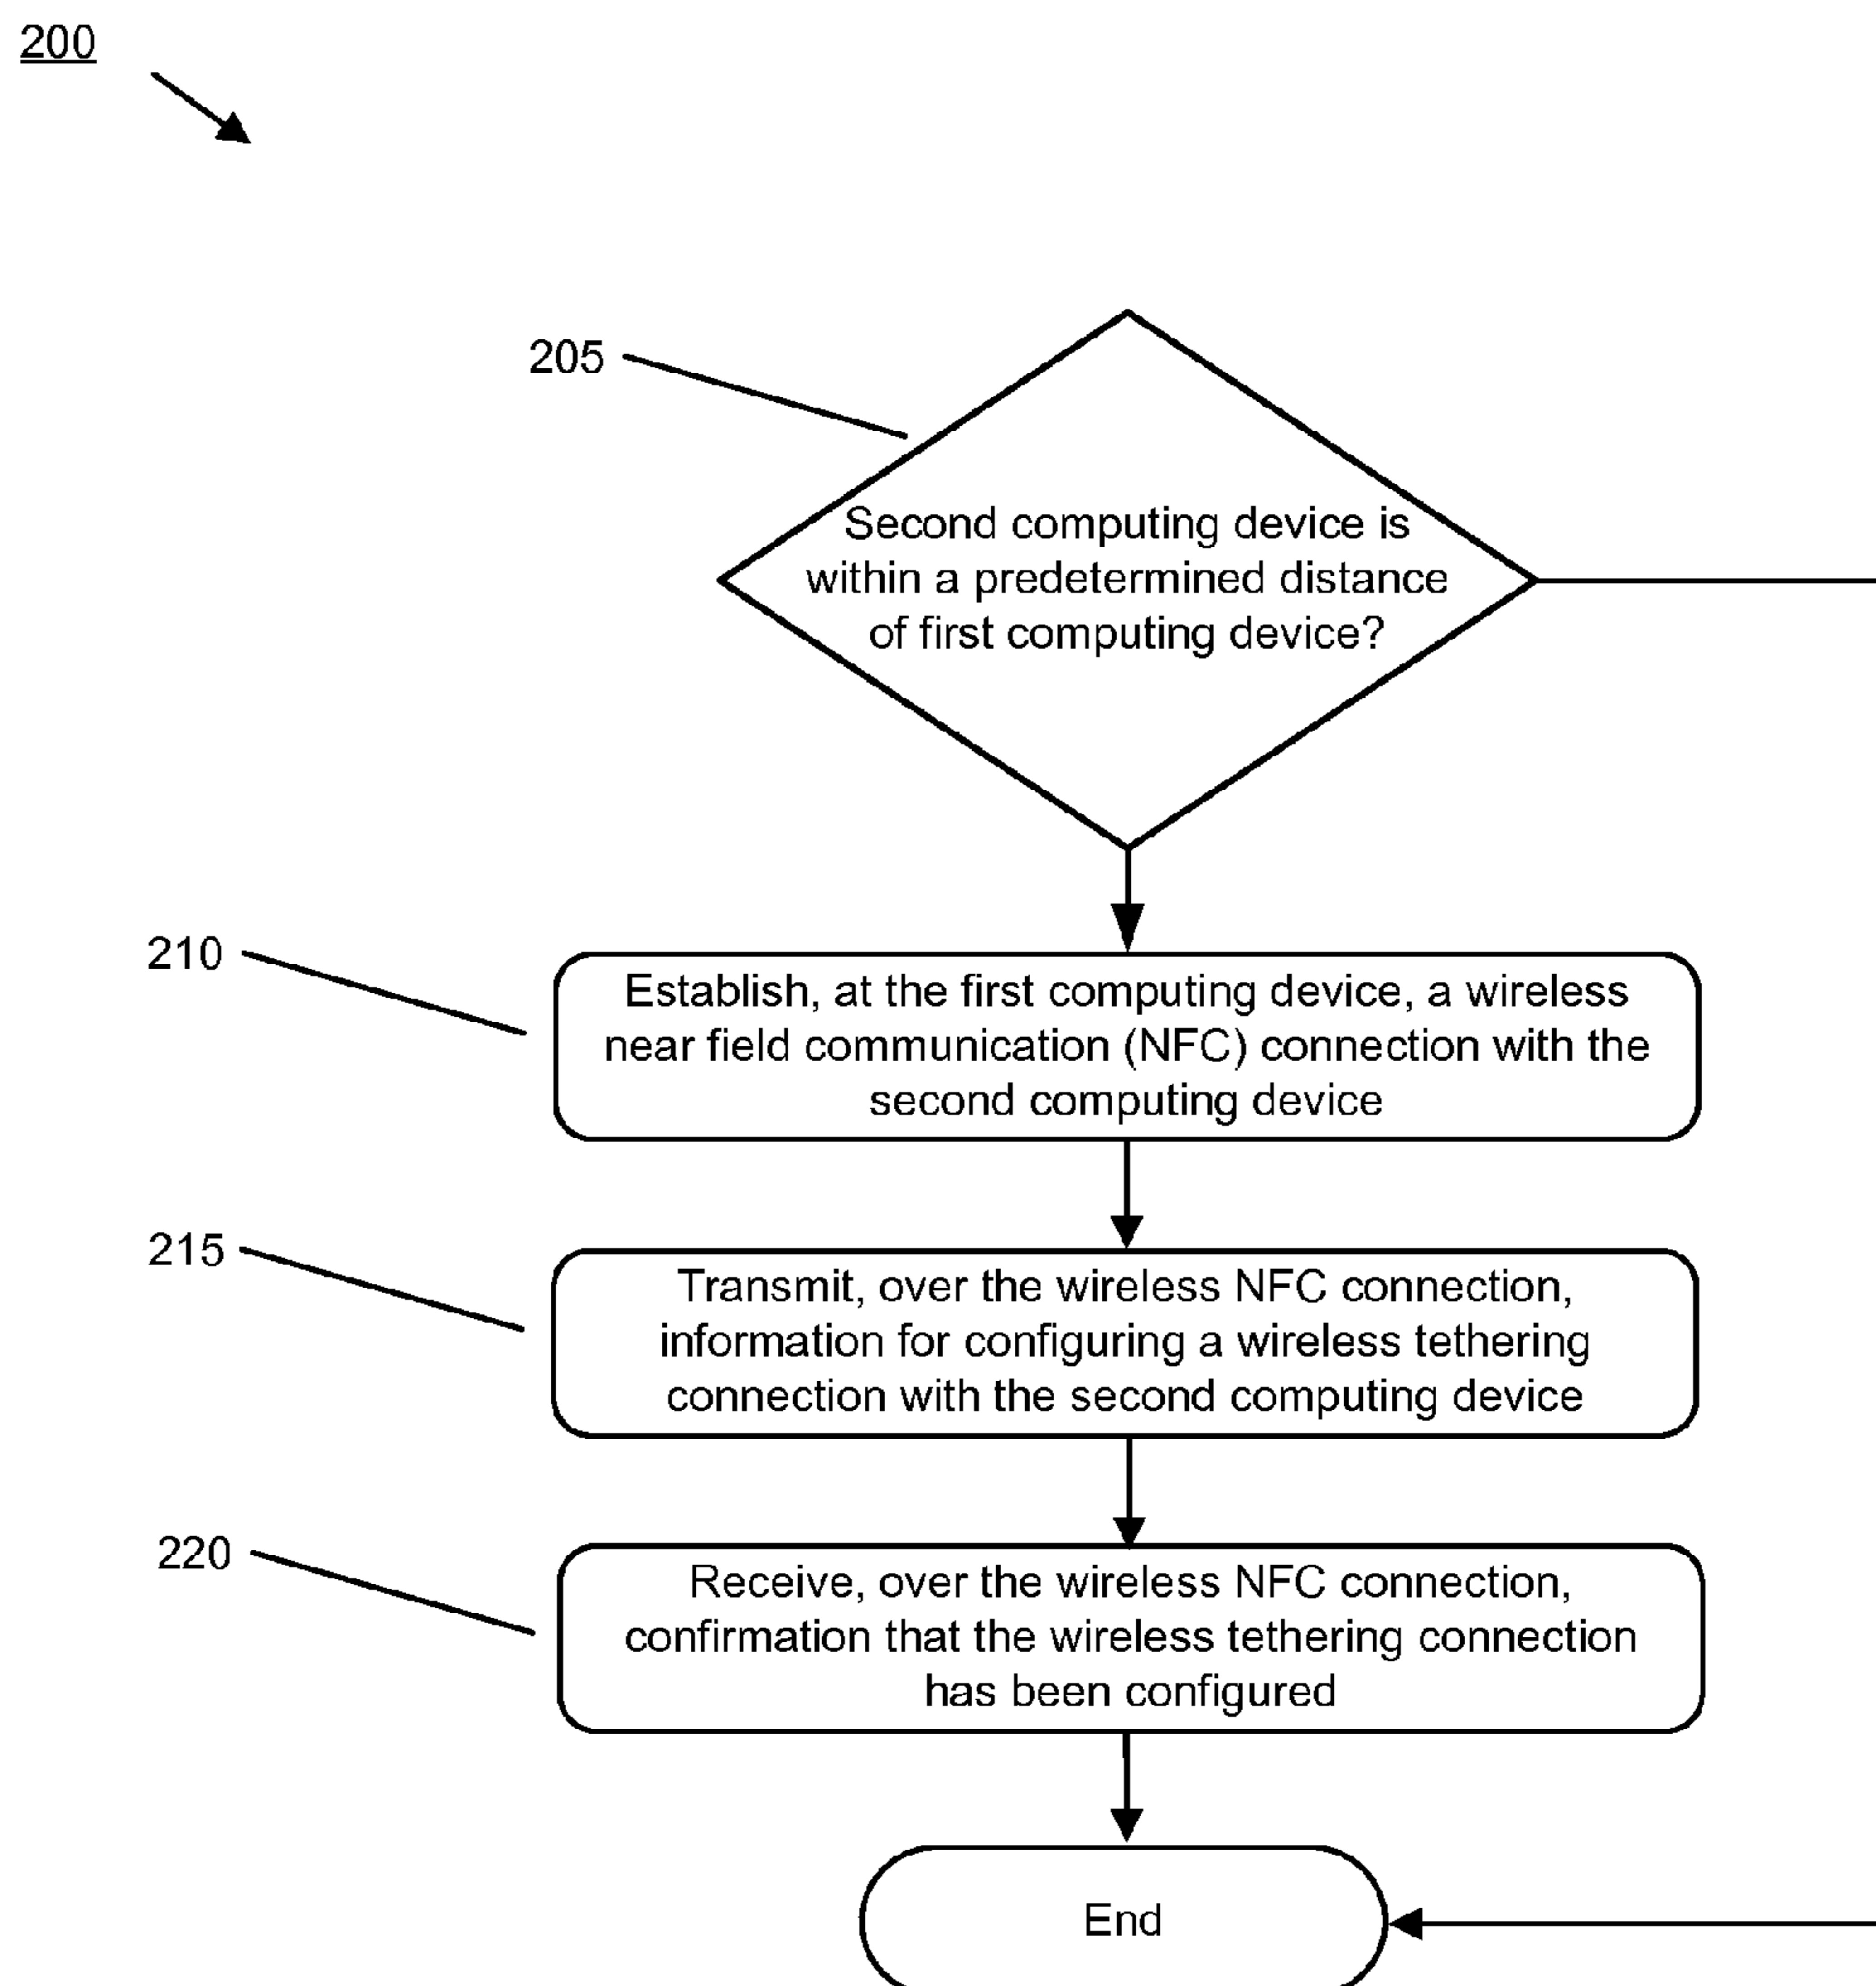 200
205
Second computing device is
within a predetermined distance
of first computing device?
210
Establish, at the first computing device, a wireless
near field communication (NFC) connection with the
second computing device
215
Transmit, over the wireless NFC connection,
information for configuring a wireless tethering
connection with the second computing device
220
Receive, over the wireless NFC connection,
confirmation that the wireless tethering connection
has been configured
End